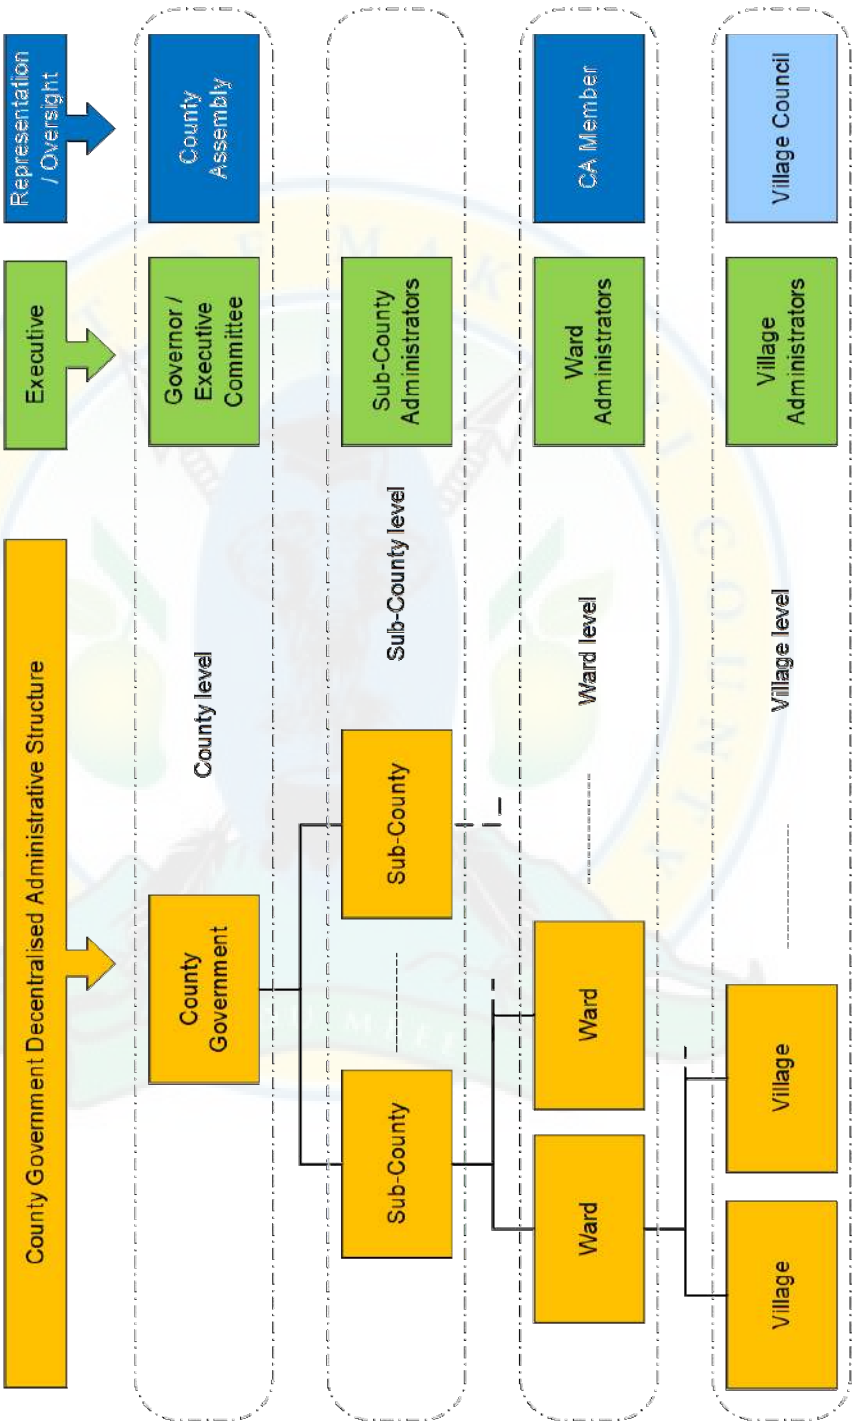 County Government Decentralised Administrative Structure
Executive
Representation
/ Oversight
County
Government
County level
Governor /
Executive
Committee
County
Assembly
Sub-County
Sub-County
Sub-County level
Sub-County
Administrators
Ward
Ward
Ward level
Ward
Administrators
CA Member
Village
Village
Village level
Village
Administrators
Village Council